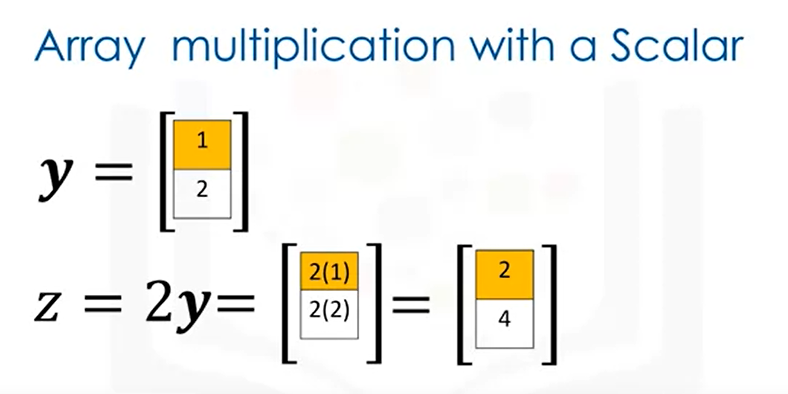 Array multiplication with a Scalar
y = [ 1
2 ]
z = 2y= [ 2(1)
2(2) ] = [ 2
4 ]